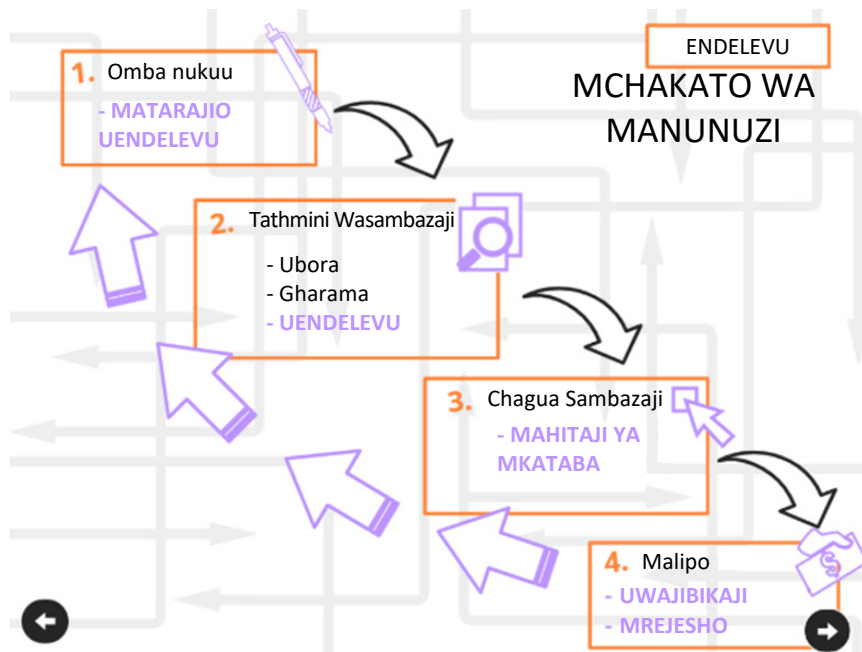 ENDELEVU
MCHAKATO WA
MANUNUZI
1. Omba nukuu
- MATARAJIO
UENDELEVU
2. Tathmini Wasambazaji
- Ubora
- Gharama
- UENDELEVU
3. Chagua Sambazaji
- MAHITAJI YA
MKATABA
4. Malipo
- UWAJIBIKAJI
- MREJESHO
$